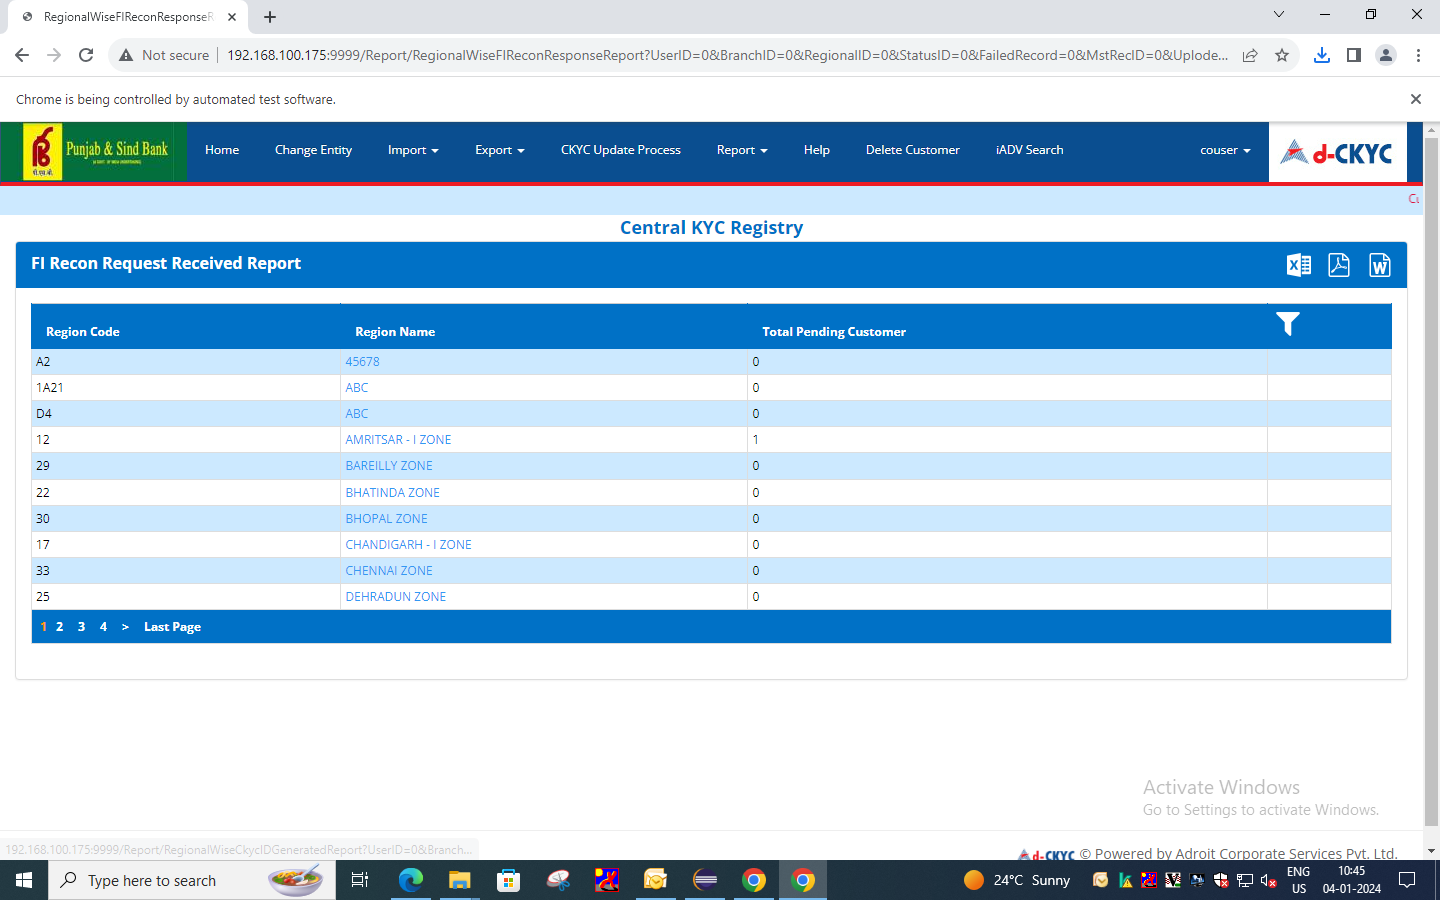 RegionalWiseFIReconResponseR
Not secure
192.168.100.175:9999/Report/RegionalWiseFIReconResponseReport?UserID=0&BranchID=0&RegionalID=0&StatusID=0&FailedRecord=0&MstRecID=0&Uplode...
Chrome is being controlled by automated test software.
Punjab & Sind Bank
पी.एस.बी.
Home Change Entity Import Export CKYC Update Process Report Help Delete Customer iADV Search couser d-CKYC
Central KYC Registry
FI Recon Request Received Report
Region Code Region Name Total Pending Customer
A2 45678 0
1A21 ABC 0
D4 ABC 0
12 AMRITSAR - I ZONE 1
29 BAREILLY ZONE 0
22 BHATINDA ZONE 0
30 BHOPAL ZONE 0
17 CHANDIGARH - I ZONE 0
33 CHENNAI ZONE 0
25 DEHRADUN ZONE 0
1 2 3 4 > Last Page
Activate Windows
Go to Settings to activate Windows.
192.168.100.175:9999/Report/RegionalWiseCkycIDGeneratedReport?UserID=0&Branch...
d-CKYC © Powered by Adroit Corporate Services Pvt. Ltd.
Type here to search
24°C Sunny
ENG
US
10:45
04-01-2024